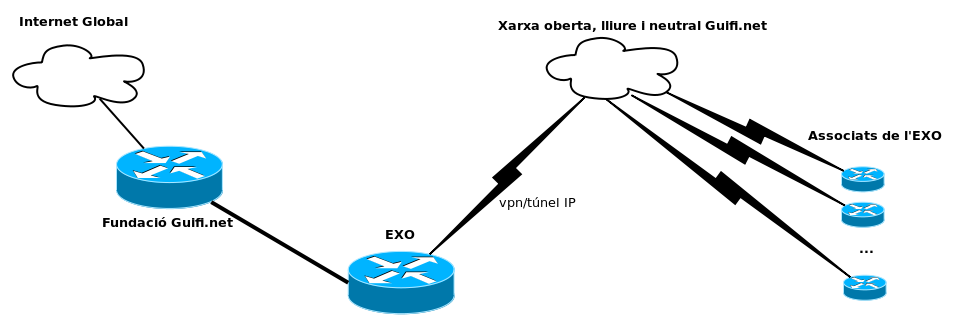 Internet Global
Xarxa oberta, lliure i neutral Guifi.net
Associats de l'EXO
Fundació Guifi.net
vpn/túnel IP
EXO
...